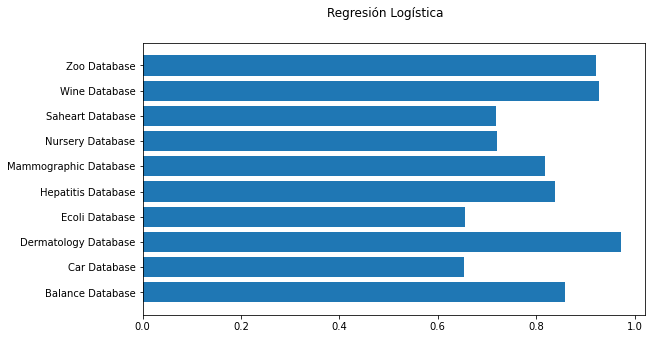 Regresión Logística
Zoo Database
Wine Database
Saheart Database
Nursery Database
Mammographic Database
Hepatitis Database
Ecoli Database
Dermatology Database
Car Database
Balance Database
0.0 0.2 0.4 0.6 0.8 1.0